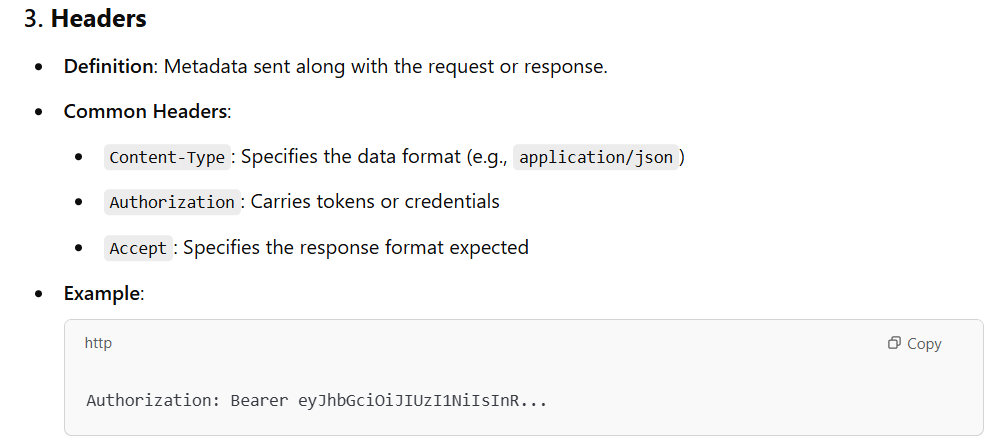 3. Headers
• Definition: Metadata sent along with the request or response.
• Common Headers:
• Content-Type: Specifies the data format (e.g., application/json)
• Authorization: Carries tokens or credentials
• Accept: Specifies the response format expected
• Example:
http Copy
Authorization: Bearer eyJhbGciOiJIUzI1NiIsInR...